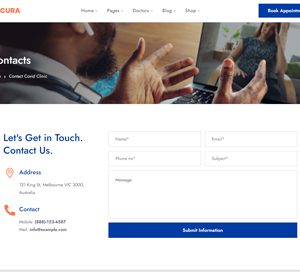 CURA
Home Pages Doctors Blog Shop
Book Appointme
ontacts
Contact Covid Clinic
Let's Get in Touch.
Contact Us.
Name*
Email*
Phone no*
Subject*
Message
Submit Information
Address
121 King St, Melbourne VIC 3000,
Australia
Contact
Mobile: (888)-123-4587
Mail: info@example.com